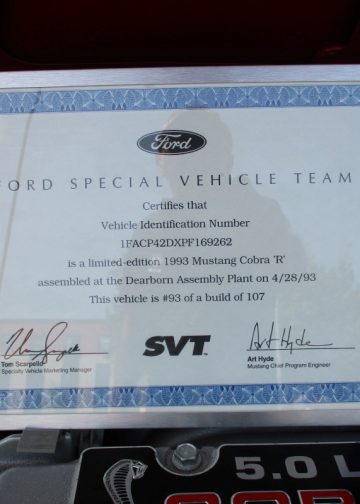 Ford
FORD SPECIAL VEHICLE TEAM
Certifies that
Vehicle Identification Number
1FACP42DXPF169262
is a limited-edition 1993 Mustang Cobra 'R'
assembled at the Dearborn Assembly Plant on 4/28/93
This vehicle is #93 of a build of 107
Tom Scarpello
Specialty Vehicle Marketing Manager
SVT™
Art Hyde
Art Hyde
Mustang Chief Program Engineer
5.0 L